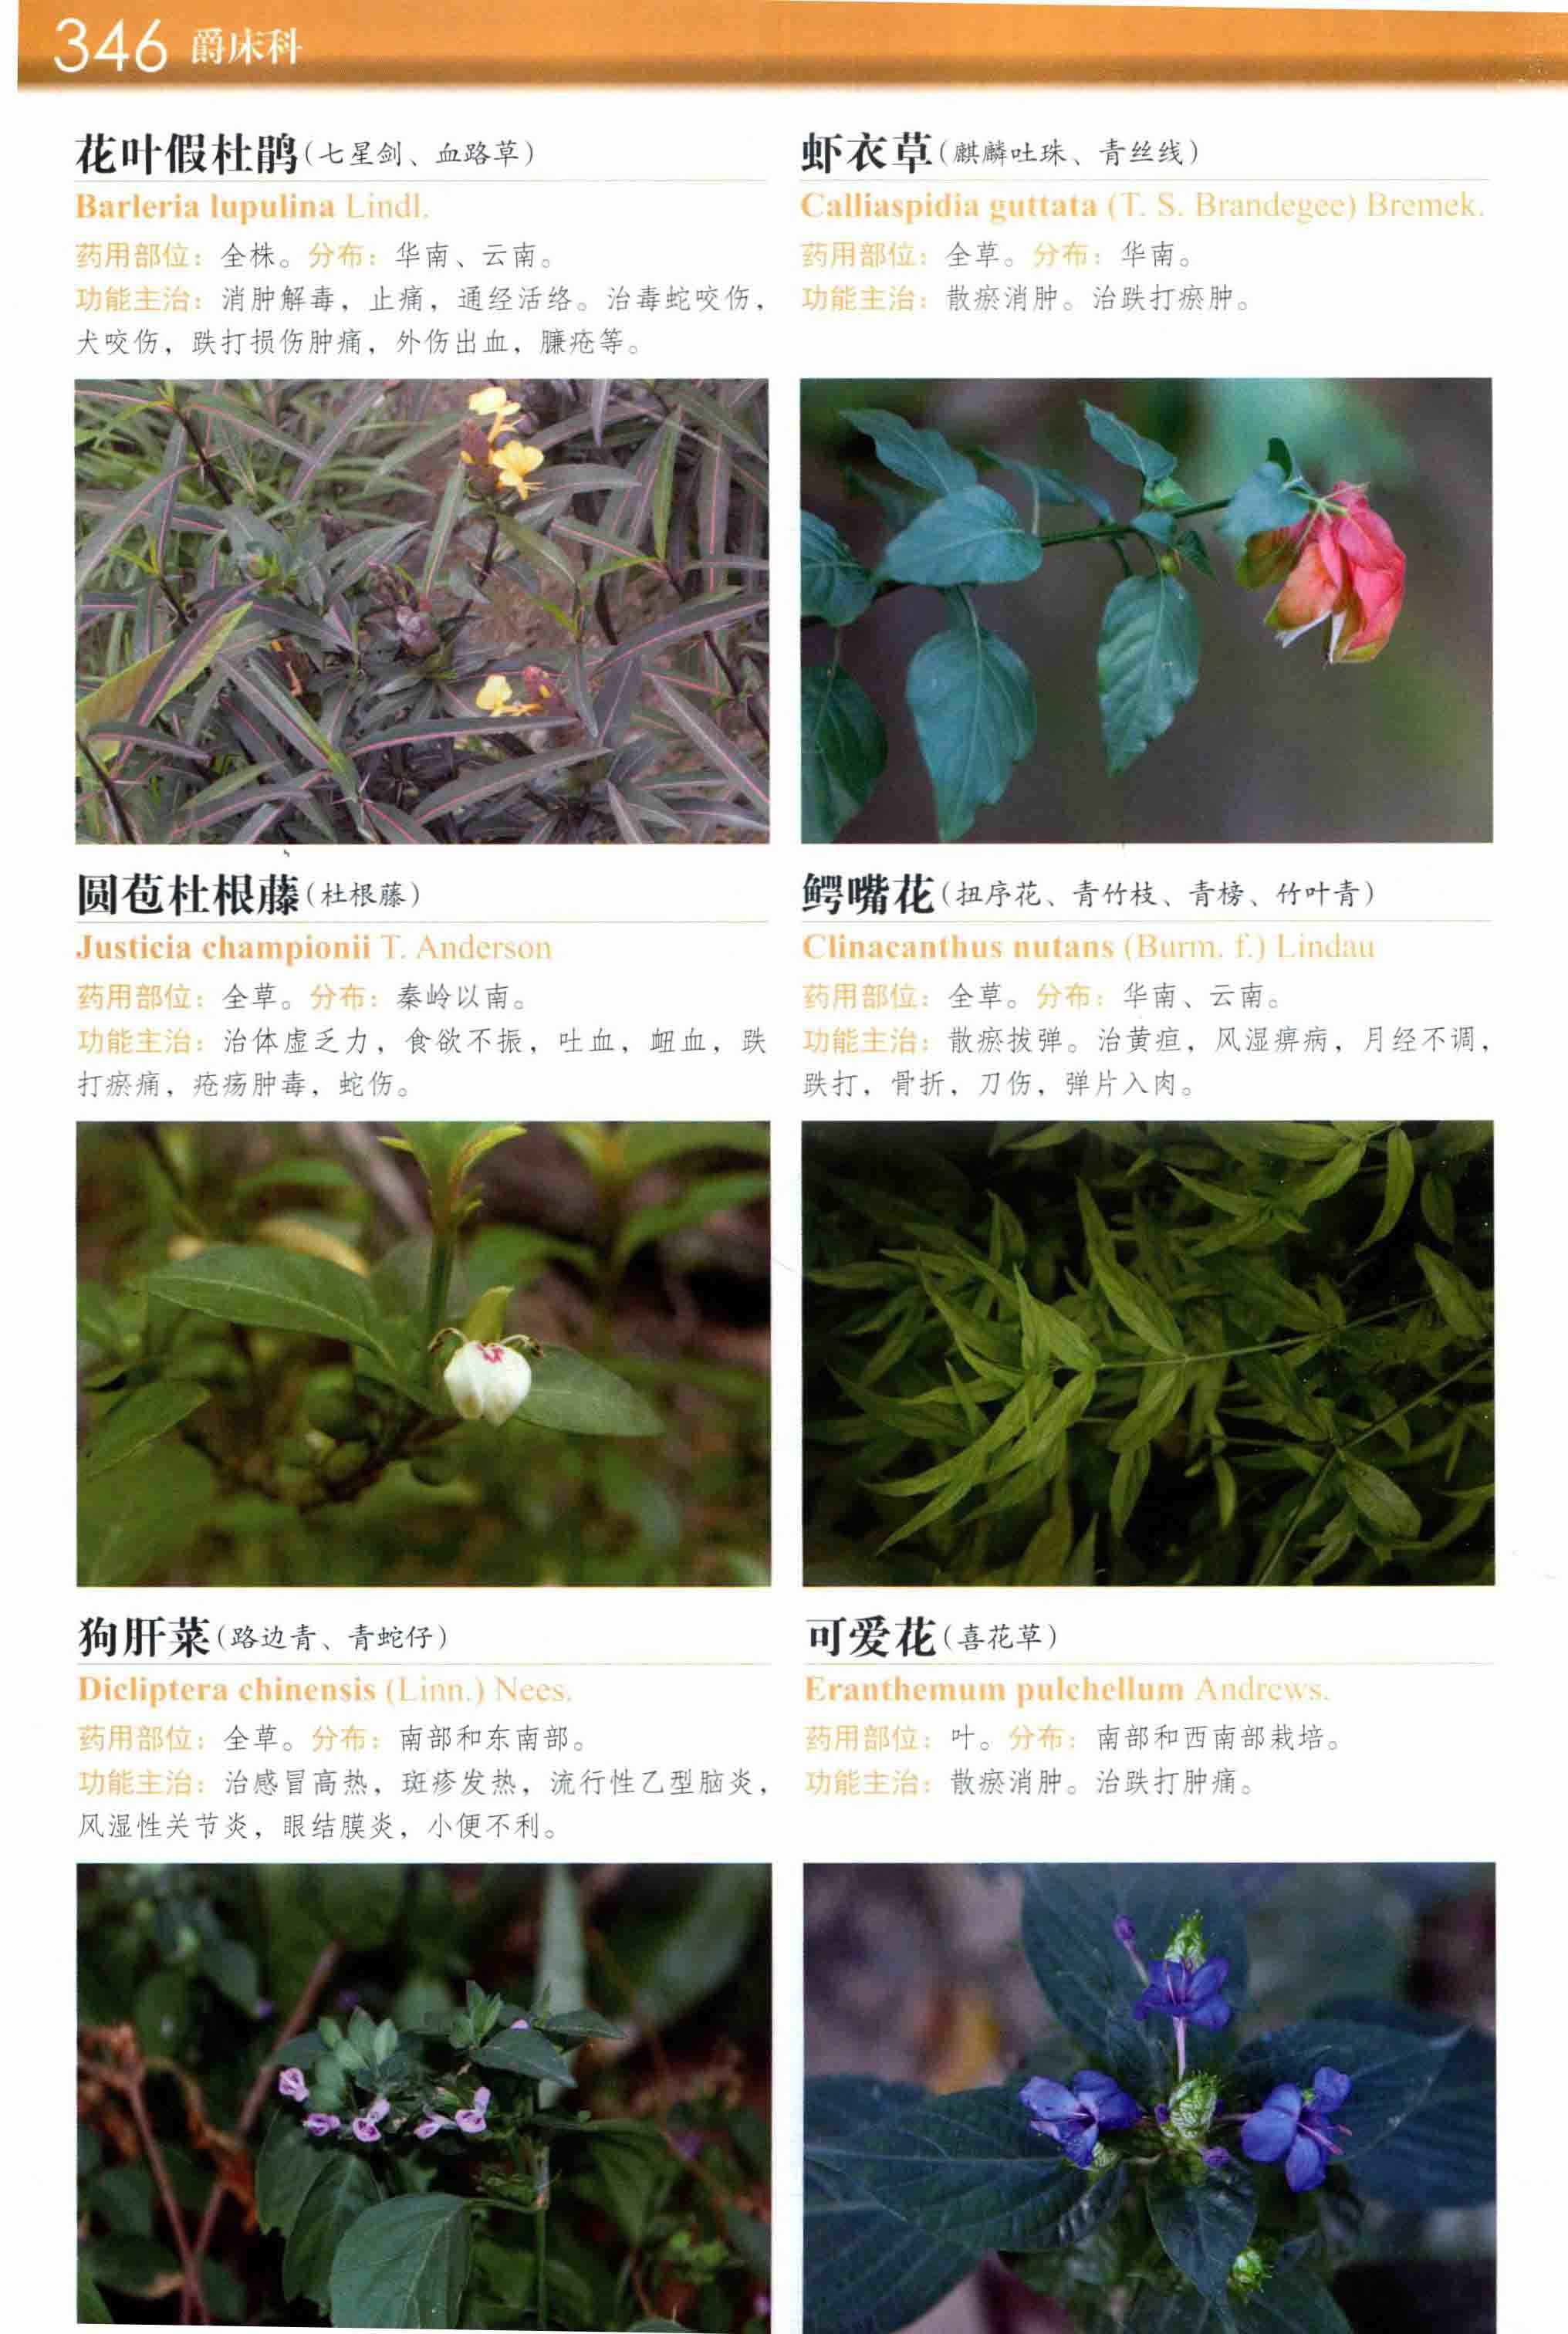 346 爵床科
花叶假杜鹃(七星剑、血路草)
Barleria lupulina Lindl.
药用部位：全株。分布：华南、云南。
功能主治：消肿解毒，止痛，通经活络。治毒蛇咬伤，
犬咬伤，跌打损伤肿痛，外伤出血，臁疮等。
虾衣草(麒麟吐珠、青丝线)
Calliaspidia guttata (T. S. Brandegee) Bremek.
药用部位：全草。分布：华南。
功能主治：散瘀消肿。治跌打瘀肿。
圆苞杜根藤(杜根藤)
Justicia championii T. Anderson
药用部位：全草。分布：秦岭以南。
功能主治：治体虚乏力，食欲不振，吐血，衄血，跌
打瘀痛，疮疡肿毒，蛇伤。
鳄嘴花(扭序花、青竹枝、青榜、竹叶青)
Clinacanthus nutans (Burm. f.) Lindau
药用部位：全草。分布：华南、云南。
功能主治：散瘀拔弹。治黄疸，风湿痹病，月经不调，
跌打，骨折，刀伤，弹片入肉。
狗肝菜(路边青、青蛇仔)
Dicliptera chinensis (Linn.) Nees.
药用部位：全草。分布：南部和东南部。
功能主治：治感冒高热，斑疹发热，流行性乙型脑炎，
风湿性关节炎，眼结膜炎，小便不利。
可爱花(喜花草)
Eranthemum pulchellum Andrews.
药用部位：叶。分布：南部和西南部栽培。
功能主治：散瘀消肿。治跌打肿痛。